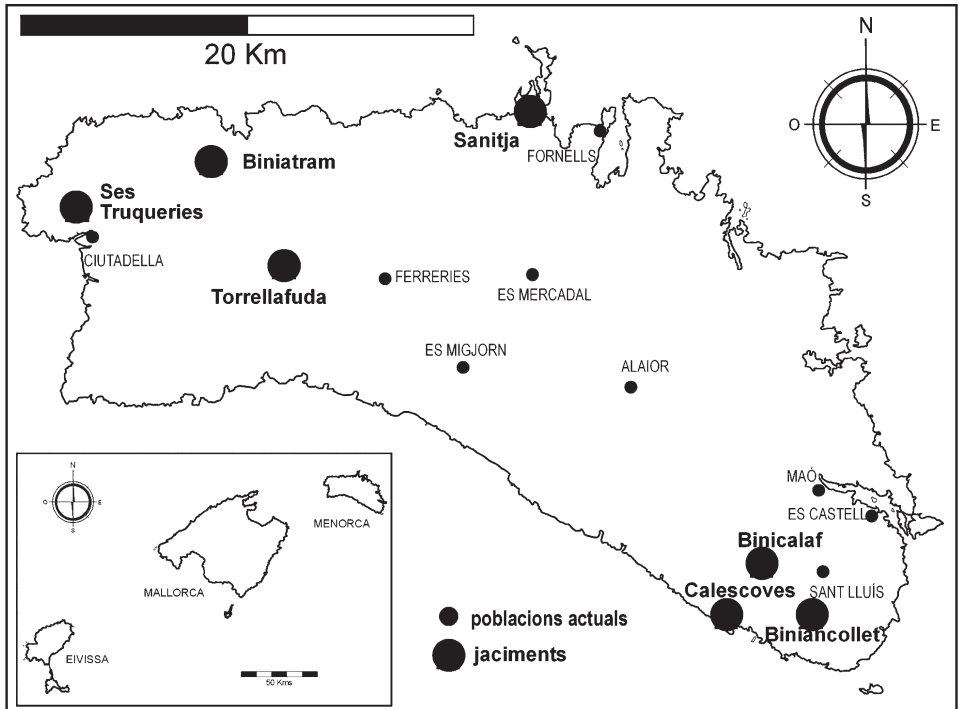 20 Km
N
O
E
S
Sanitja
FORNELLS
Biniatram
Ses
Truqueries
CIUTADELLA
Torrellafuda
FERRERIES
ES MERCADAL
ES MIGJORN
ALAIOR
MAÓ
ES CASTELL
Binicalaf
Calescoves
SANT LLUÍS
Biniancollet
N
O
E
S
MENORCA
MALLORCA
EIVISSA
50 Kms
poblacions actuals
jaciments